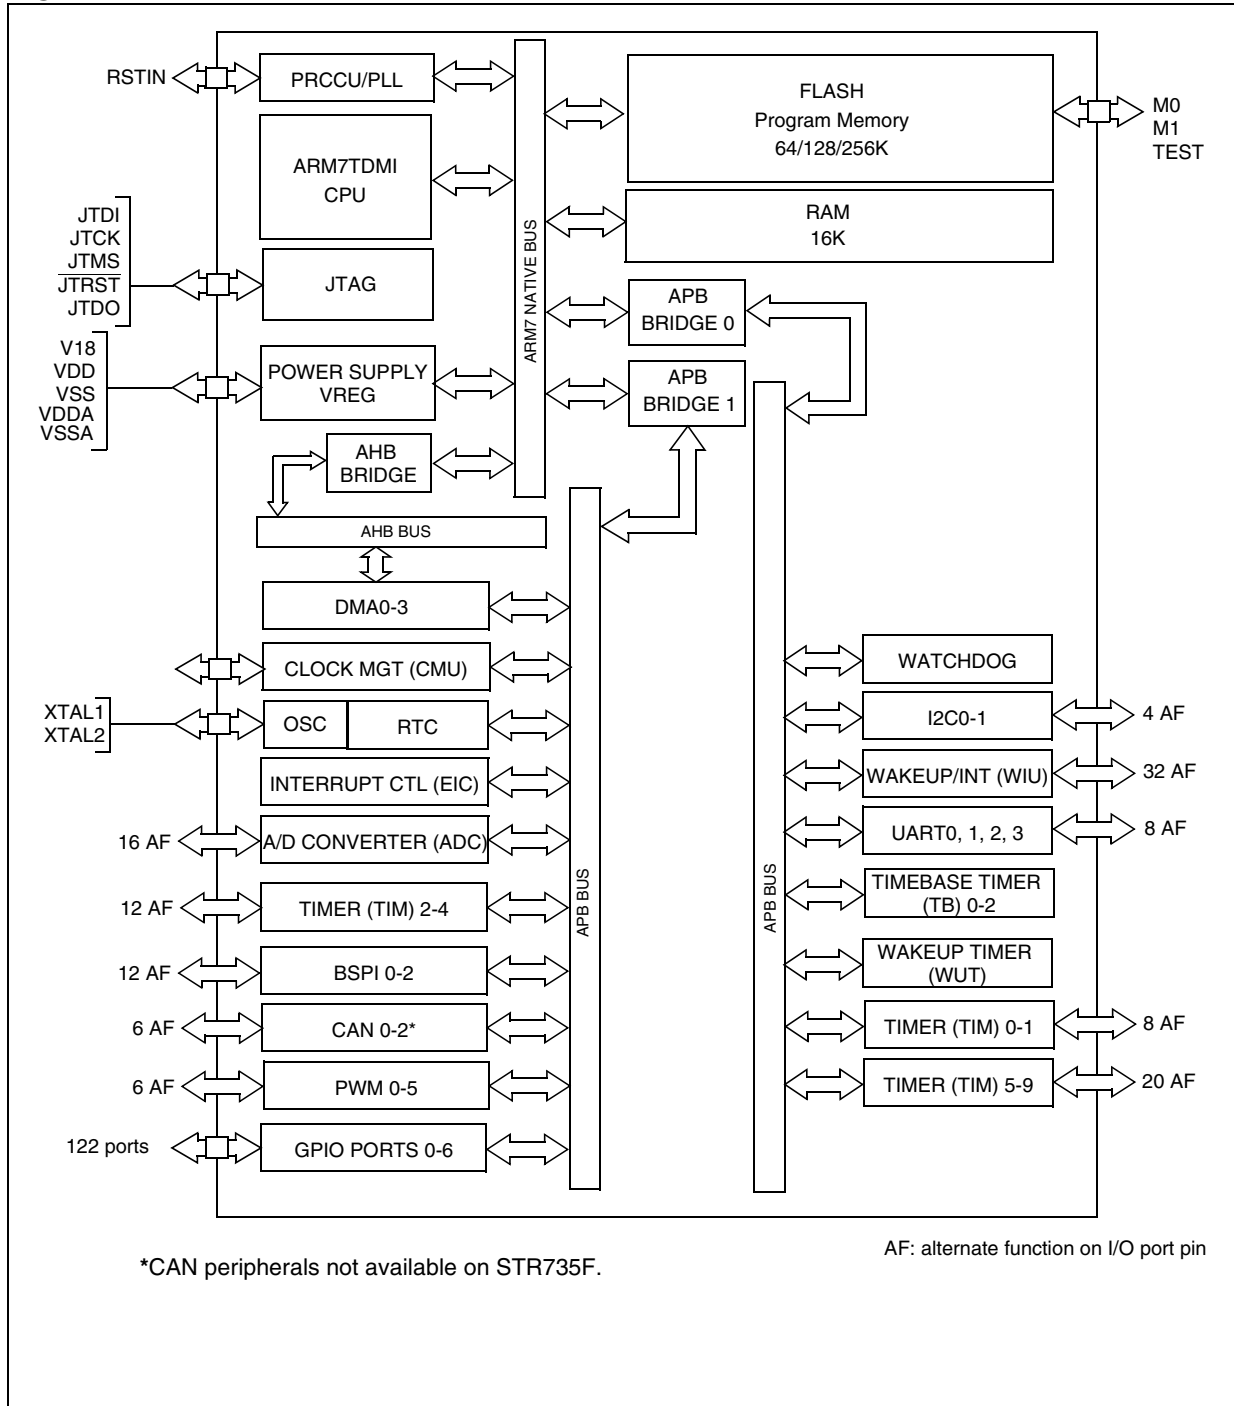 RSTIN
PRCCU/PLL
FLASH
Program Memory
64/128/256K
M0
M1
TEST
ARM7TDMI
CPU
RAM
16K
JTDI
JTCK
JTMS
JTRST
JTDO
JTAG
ARM7 NATIVE BUS
APB
BRIDGE 0
V18
VDD
VSS
VDDA
VSSA
POWER SUPPLY
VREG
APB
BRIDGE 1
AHB
BRIDGE
AHB BUS
DMA0-3
CLOCK MGT (CMU)
XTAL1
XTAL2
OSC
RTC
INTERRUPT CTL (EIC)
16 AF
A/D CONVERTER (ADC)
12 AF
TIMER (TIM) 2-4
12 AF
BSPI 0-2
6 AF
CAN 0-2*
6 AF
PWM 0-5
122 ports
GPIO PORTS 0-6
APB BUS
APB BUS
WATCHDOG
I2C0-1
4 AF
WAKEUP/INT (WIU)
32 AF
UART0, 1, 2, 3
8 AF
TIMEBASE TIMER
(TB) 0-2
WAKEUP TIMER
(WUT)
TIMER (TIM) 0-1
8 AF
TIMER (TIM) 5-9
20 AF
AF: alternate function on I/O port pin
*CAN peripherals not available on STR735F.